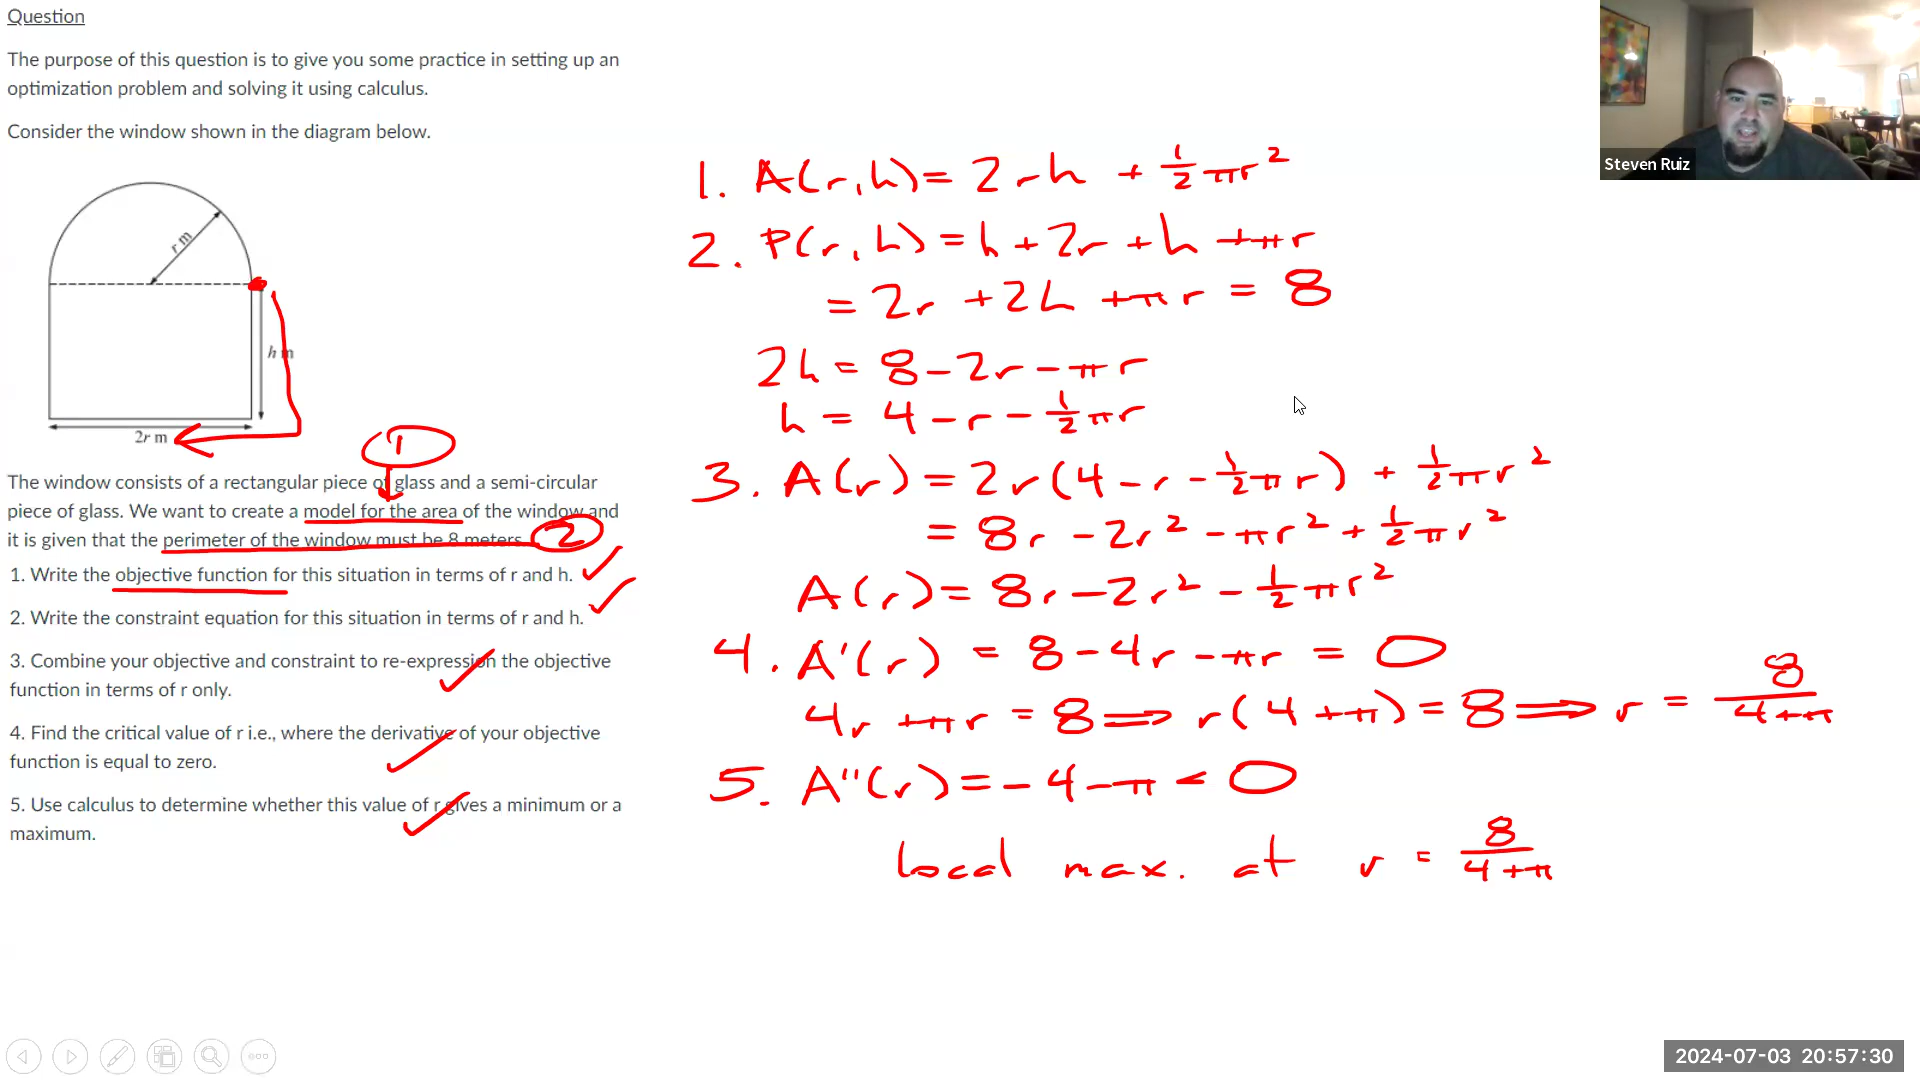 Question
The purpose of this question is to give you some practice in setting up an
optimization problem and solving it using calculus.
Consider the window shown in the diagram below.
r m
h m
2r m
1
The window consists of a rectangular piece of glass and a semi-circular
piece of glass. We want to create a model for the area of the window and
it is given that the perimeter of the window must be 8 meters.
2
1. Write the objective function for this situation in terms of r and h.
2. Write the constraint equation for this situation in terms of r and h.
3. Combine your objective and constraint to re-expression the objective
function in terms of r only.
4. Find the critical value of r i.e., where the derivative of your objective
function is equal to zero.
5. Use calculus to determine whether this value of r gives a minimum or a
maximum.
1. A(r,h) = 2rh + 1/2 πr²
2. P(r,h) = h + 2r + h + πr
= 2r + 2h + πr = 8
2h = 8 - 2r - πr
h = 4 - r - 1/2 πr
3. A(r) = 2r(4 - r - 1/2 πr) + 1/2 πr²
= 8r - 2r² - πr² + 1/2 πr²
A(r) = 8r - 2r² - 1/2 πr²
4. A'(r) = 8 - 4r - πr = 0
4r + πr = 8 ⟹ r(4 + π) = 8 ⟹ r = 8/(4+π)
5. A''(r) = -4 - π < 0
local max. at r = 8/(4+π)
Steven Ruiz
2024-07-03 20:57:30